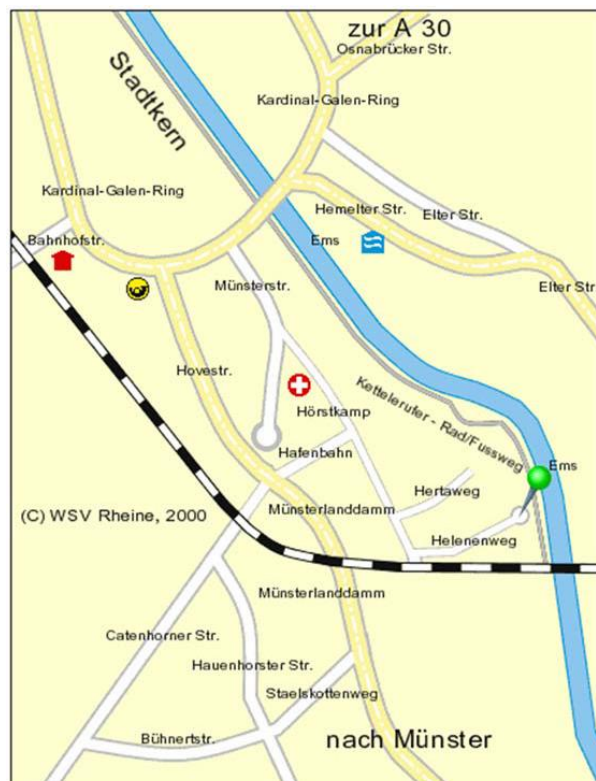 zur A 30
Osnabrücker Str.
Stadtkern
Kardinal-Galen-Ring
Kardinal-Galen-Ring
Hemelter Str.
Elter Str.
Bahnhofstr.
Ems
Elter Str
Münsterstr.
Hovestr.
Kettelerufer - Rad/Fussweg
Hörstkamp
Hafenbahn
Ems
Hertaweg
(C) WSV Rheine, 2000
Münsterlanddamm
Helenenweg
Münsterlanddamm
Catenhorner Str.
Hauenhorster Str.
Staelskottenweg
Bühnertstr.
nach Münster